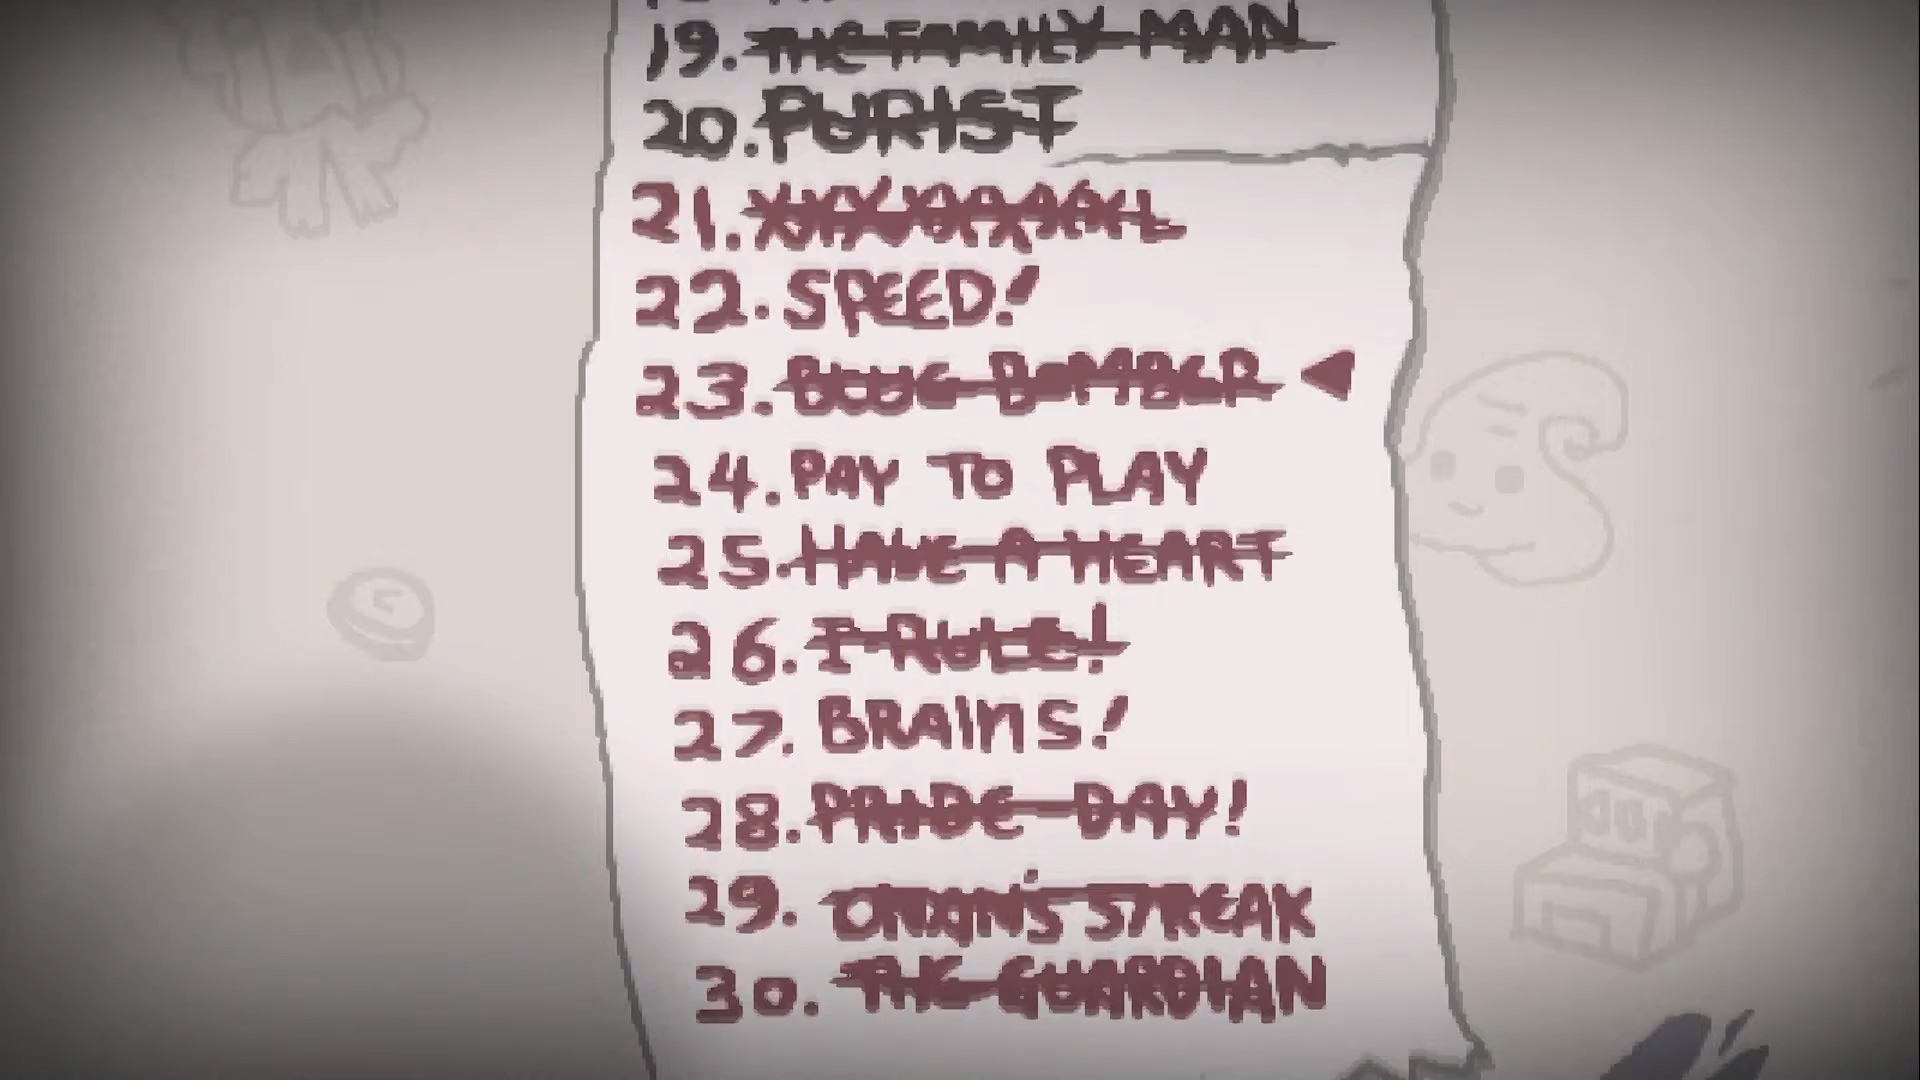 19. THE FAMILY MAN
20. PURIST
21. XXXXXXXXL
22. SPEED!
23. BLUE BOMBER
24. PAY TO PLAY
25. HAVE A HEART
26. I RULE!
27. BRAINS!
28. PRIDE DAY!
29. ONAN'S STREAK
30. THE GUARDIAN